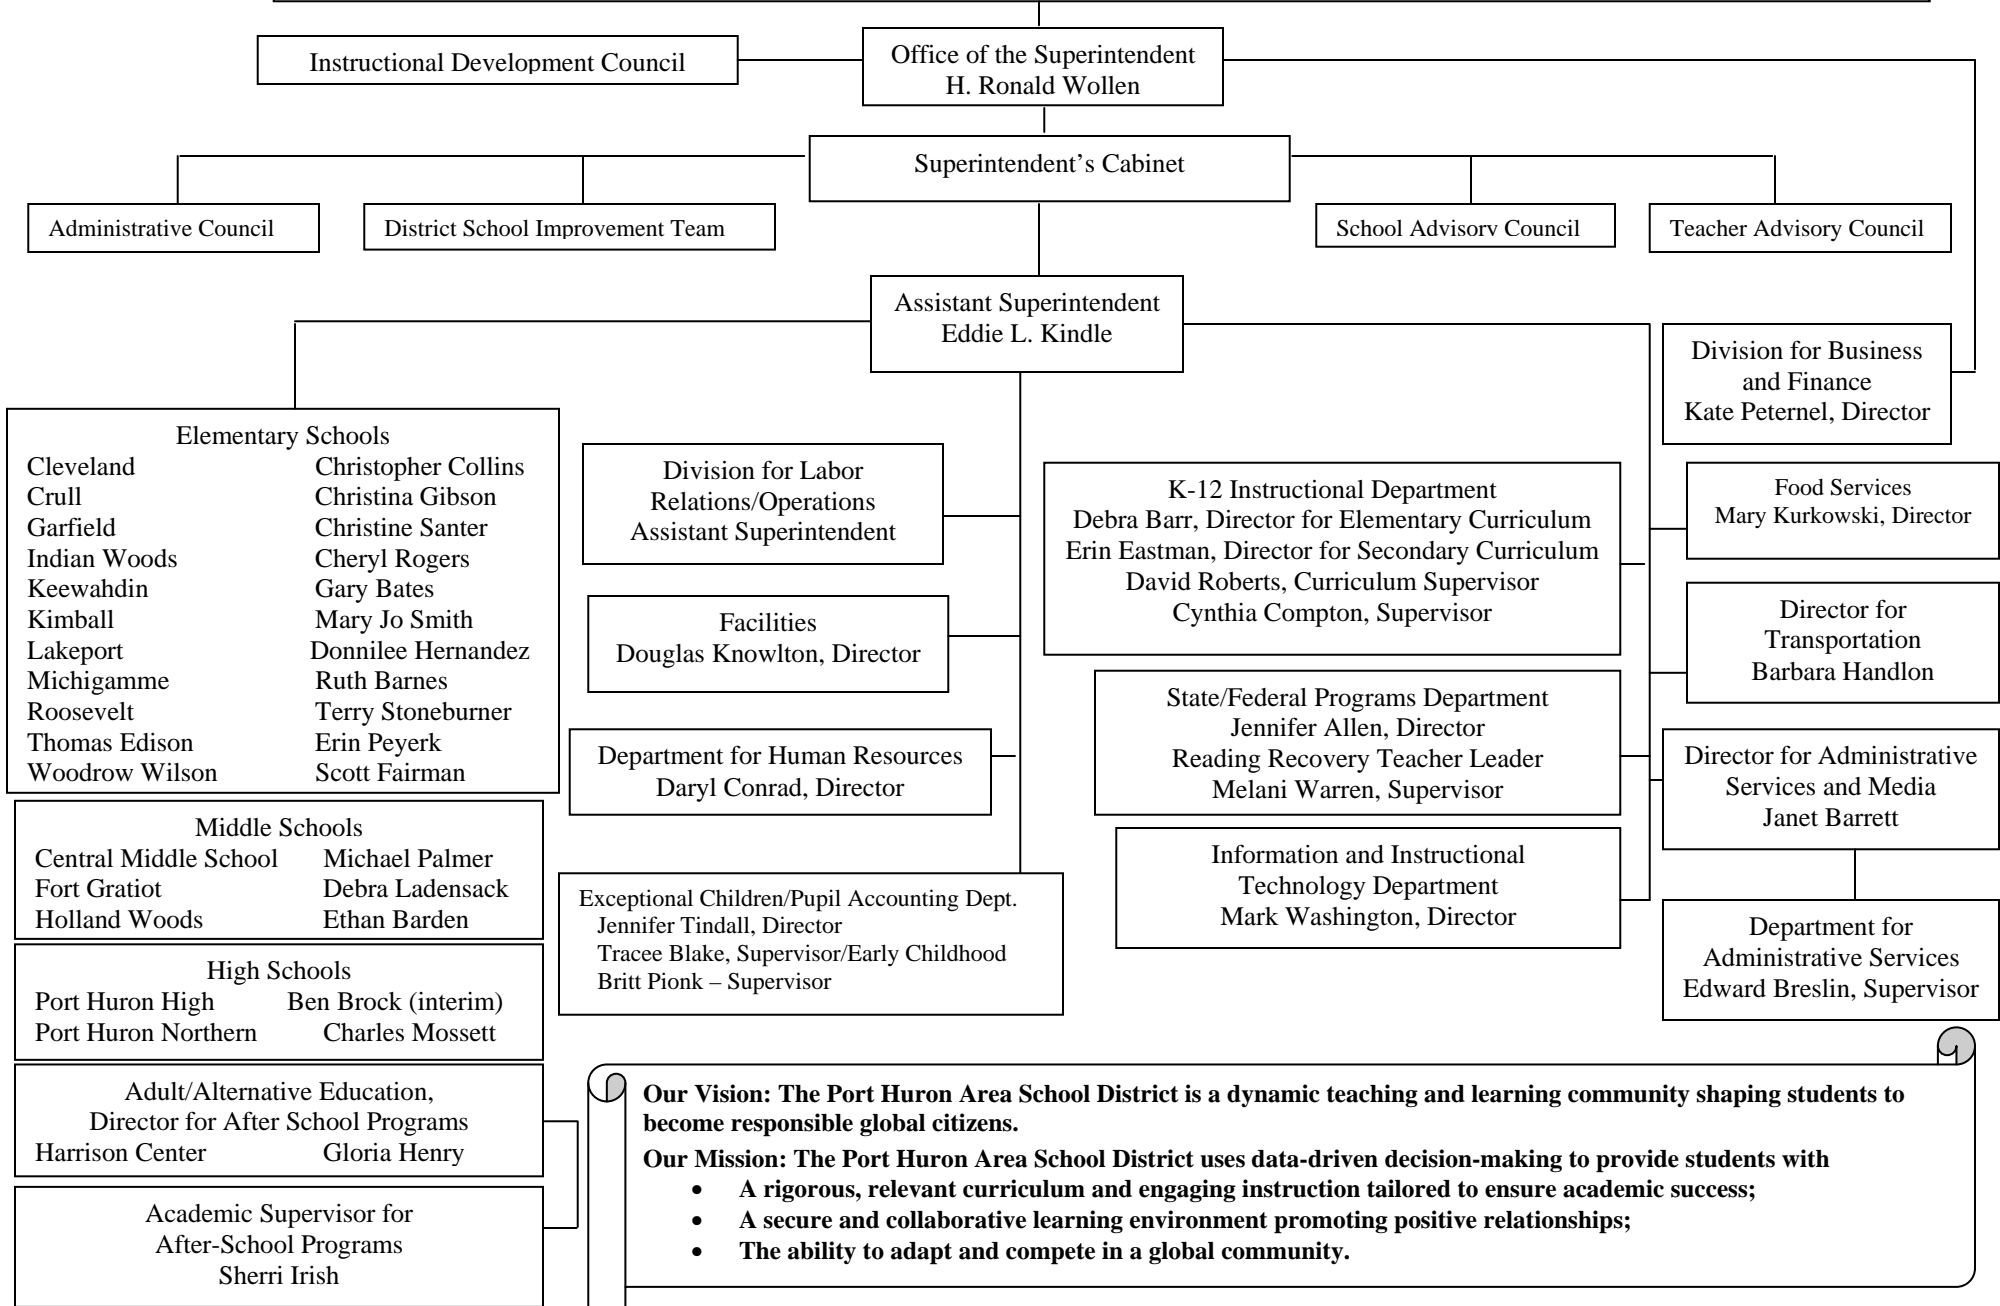 Instructional Development Council
Office of the Superintendent
H. Ronald Wollen
Superintendent's Cabinet
Administrative Council
District School Improvement Team
School Advisory Council
Teacher Advisory Council
Assistant Superintendent
Eddie L. Kindle
Division for Business
and Finance
Kate Peternel, Director
Elementary Schools
Cleveland Christopher Collins
Crull Christina Gibson
Garfield Christine Santer
Indian Woods Cheryl Rogers
Keewahdin Gary Bates
Kimball Mary Jo Smith
Lakeport Donnilee Hernandez
Michigamme Ruth Barnes
Roosevelt Terry Stoneburner
Thomas Edison Erin Peyerk
Woodrow Wilson Scott Fairman
Division for Labor
Relations/Operations
Assistant Superintendent
K-12 Instructional Department
Debra Barr, Director for Elementary Curriculum
Erin Eastman, Director for Secondary Curriculum
David Roberts, Curriculum Supervisor
Cynthia Compton, Supervisor
Food Services
Mary Kurkowski, Director
Facilities
Douglas Knowlton, Director
Director for
Transportation
Barbara Handlon
State/Federal Programs Department
Jennifer Allen, Director
Reading Recovery Teacher Leader
Melani Warren, Supervisor
Department for Human Resources
Daryl Conrad, Director
Director for Administrative
Services and Media
Janet Barrett
Middle Schools
Central Middle School Michael Palmer
Fort Gratiot Debra Ladensack
Holland Woods Ethan Barden
Information and Instructional
Technology Department
Mark Washington, Director
Exceptional Children/Pupil Accounting Dept.
Jennifer Tindall, Director
Tracee Blake, Supervisor/Early Childhood
Britt Pionk – Supervisor
Department for
Administrative Services
Edward Breslin, Supervisor
High Schools
Port Huron High Ben Brock (interim)
Port Huron Northern Charles Mossett
Adult/Alternative Education,
Director for After School Programs
Harrison Center Gloria Henry
Academic Supervisor for
After-School Programs
Sherri Irish
Our Vision: The Port Huron Area School District is a dynamic teaching and learning community shaping students to
become responsible global citizens.
Our Mission: The Port Huron Area School District uses data-driven decision-making to provide students with
• A rigorous, relevant curriculum and engaging instruction tailored to ensure academic success;
• A secure and collaborative learning environment promoting positive relationships;
• The ability to adapt and compete in a global community.